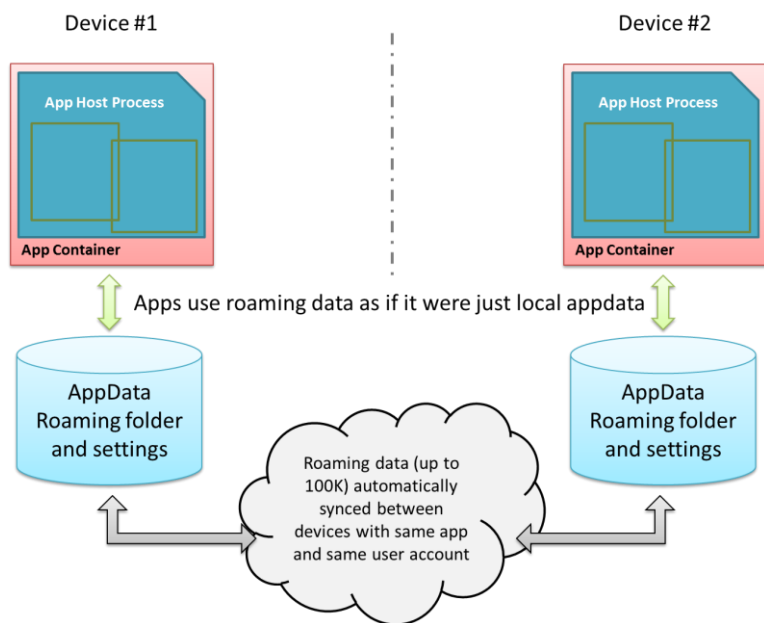 Device #1
Device #2
App Host Process
App Host Process
App Container
App Container
Apps use roaming data as if it were just local appdata
AppData
Roaming folder
and settings
AppData
Roaming folder
and settings
Roaming data (up to
100K) automatically
synced between
devices with same app
and same user account